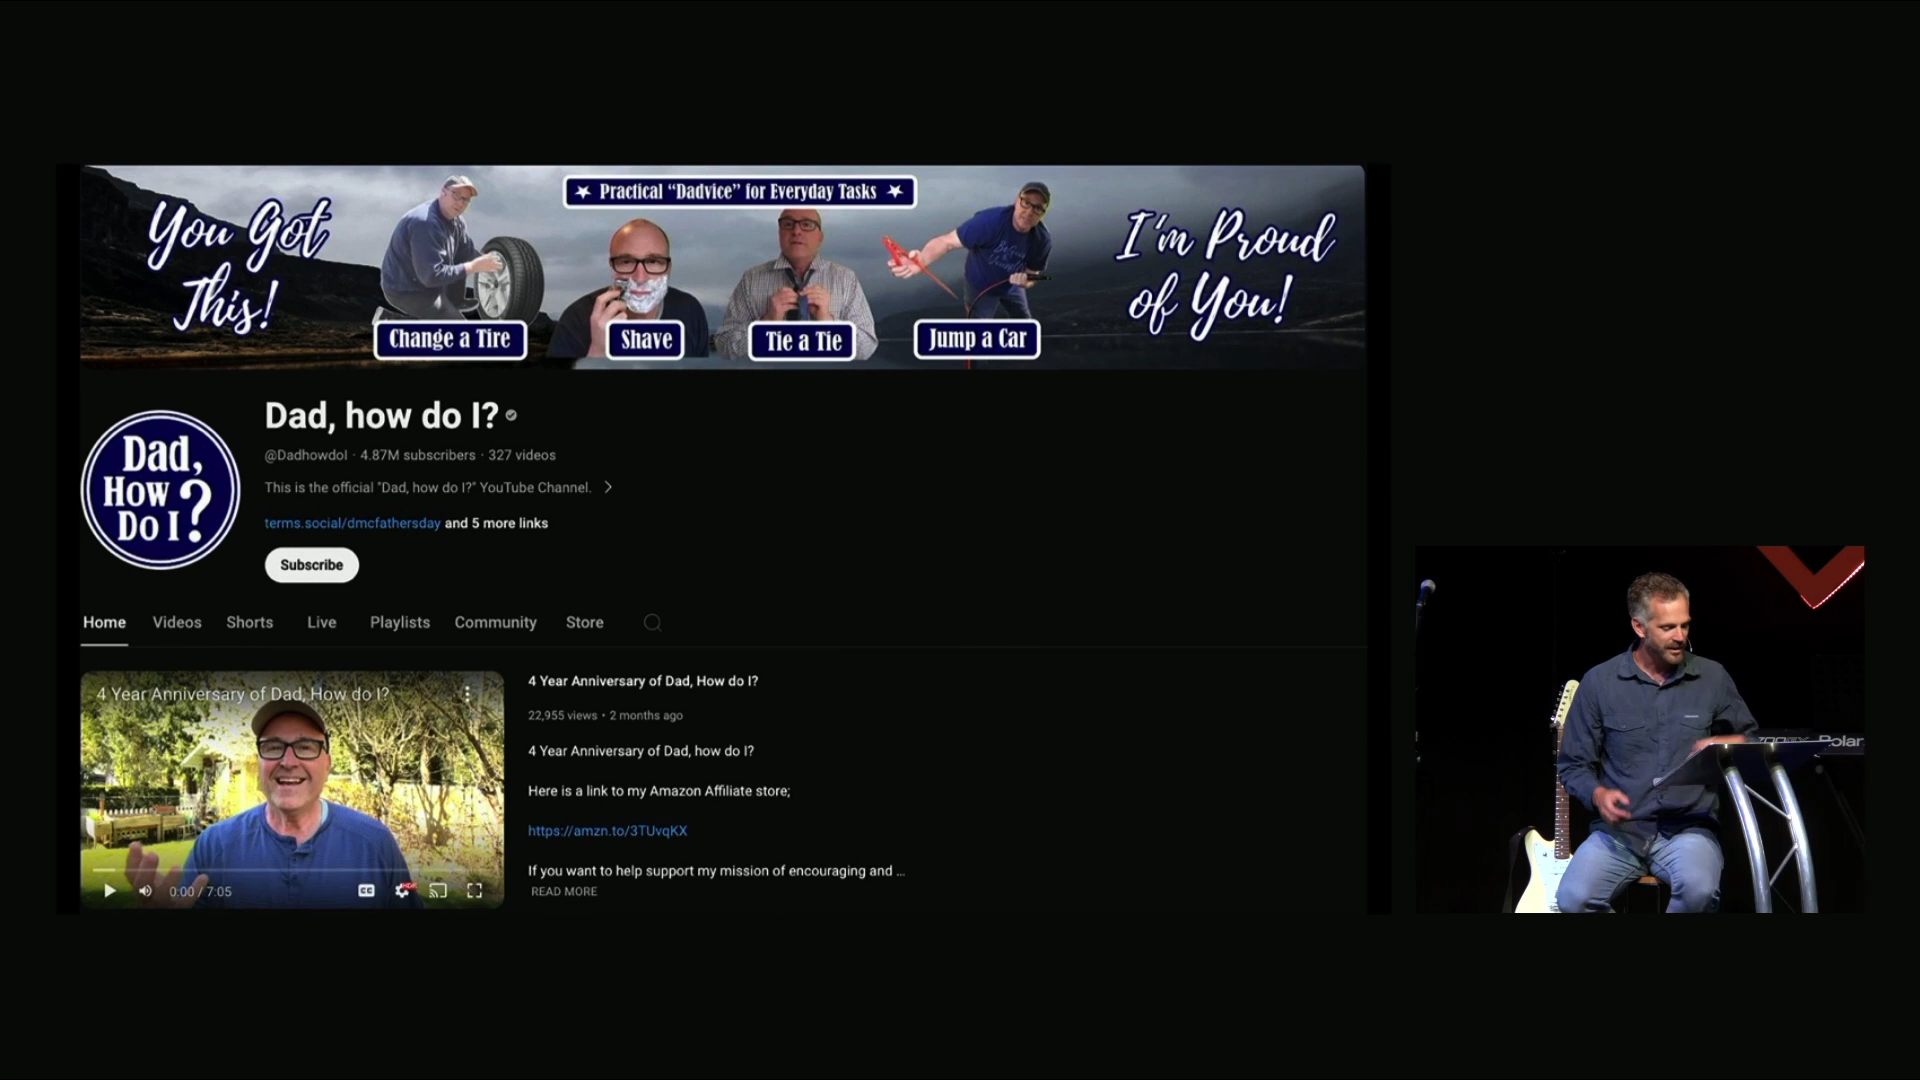 You Got
This!
★ Practical “Dadvice” for Everyday Tasks ★
Change a Tire
Shave
Tie a Tie
Jump a Car
I'm Proud
of You!
Dad,
How
Do I ?
Dad, how do I?
@DadhowdoI · 4.87M subscribers · 327 videos
This is the official "Dad, how do I?" YouTube Channel.
terms.social/dmcfathersday and 5 more links
Subscribe
Home Videos Shorts Live Playlists Community Store
4 Year Anniversary of Dad, How do I?
0:00 / 7:05
CC
HD
4 Year Anniversary of Dad, How do I?
22,955 views • 2 months ago
4 Year Anniversary of Dad, how do I?
Here is a link to my Amazon Affiliate store;
https://amzn.to/3TUvqKX
If you want to help support my mission of encouraging and ...
READ MORE
Rolan